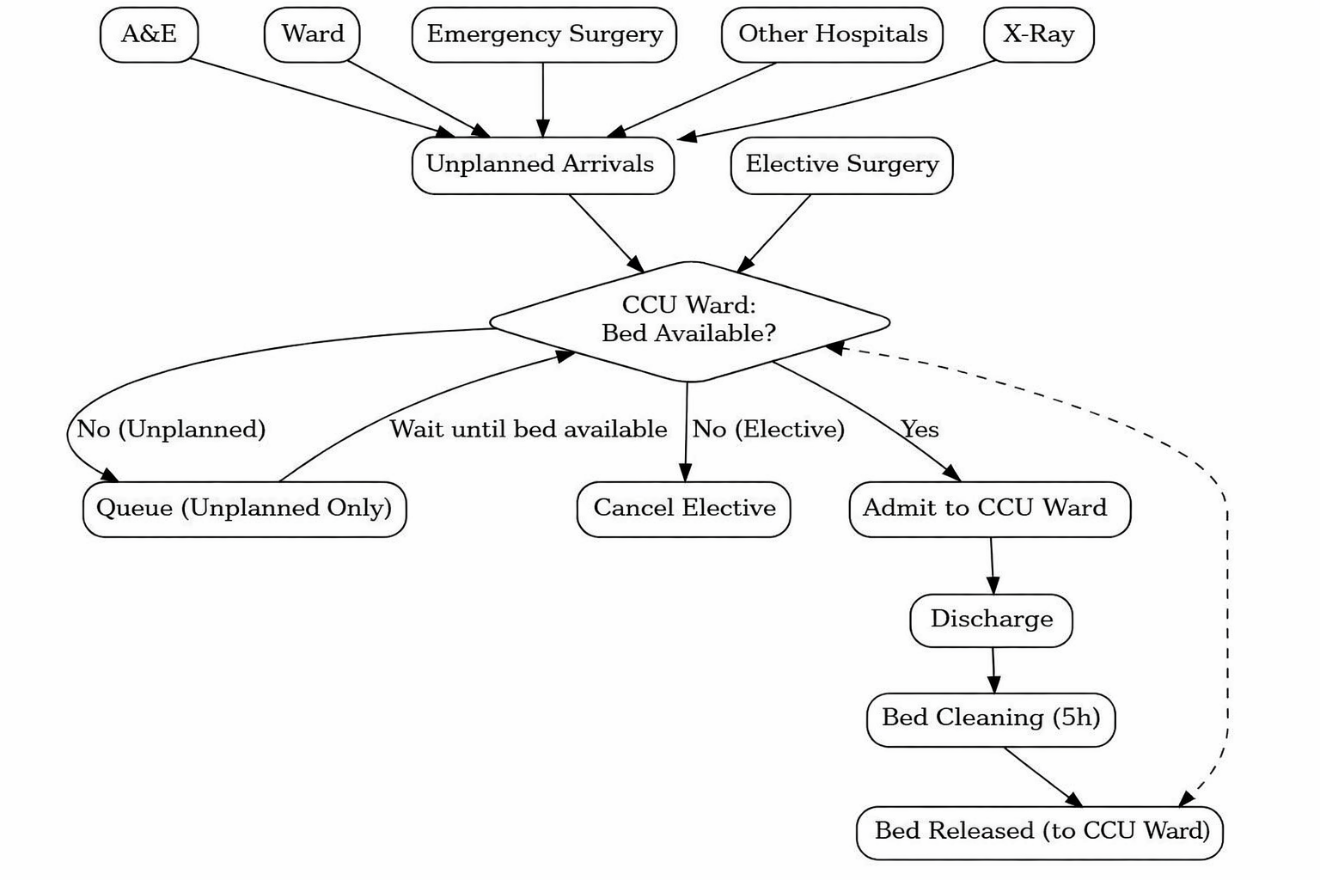 A&E
Ward
Emergency Surgery
Other Hospitals
X-Ray
Unplanned Arrivals
Elective Surgery
CCU Ward:
Bed Available?
No (Unplanned)
Wait until bed available
No (Elective)
Yes
Queue (Unplanned Only)
Cancel Elective
Admit to CCU Ward
Discharge
Bed Cleaning (5h)
Bed Released (to CCU Ward)